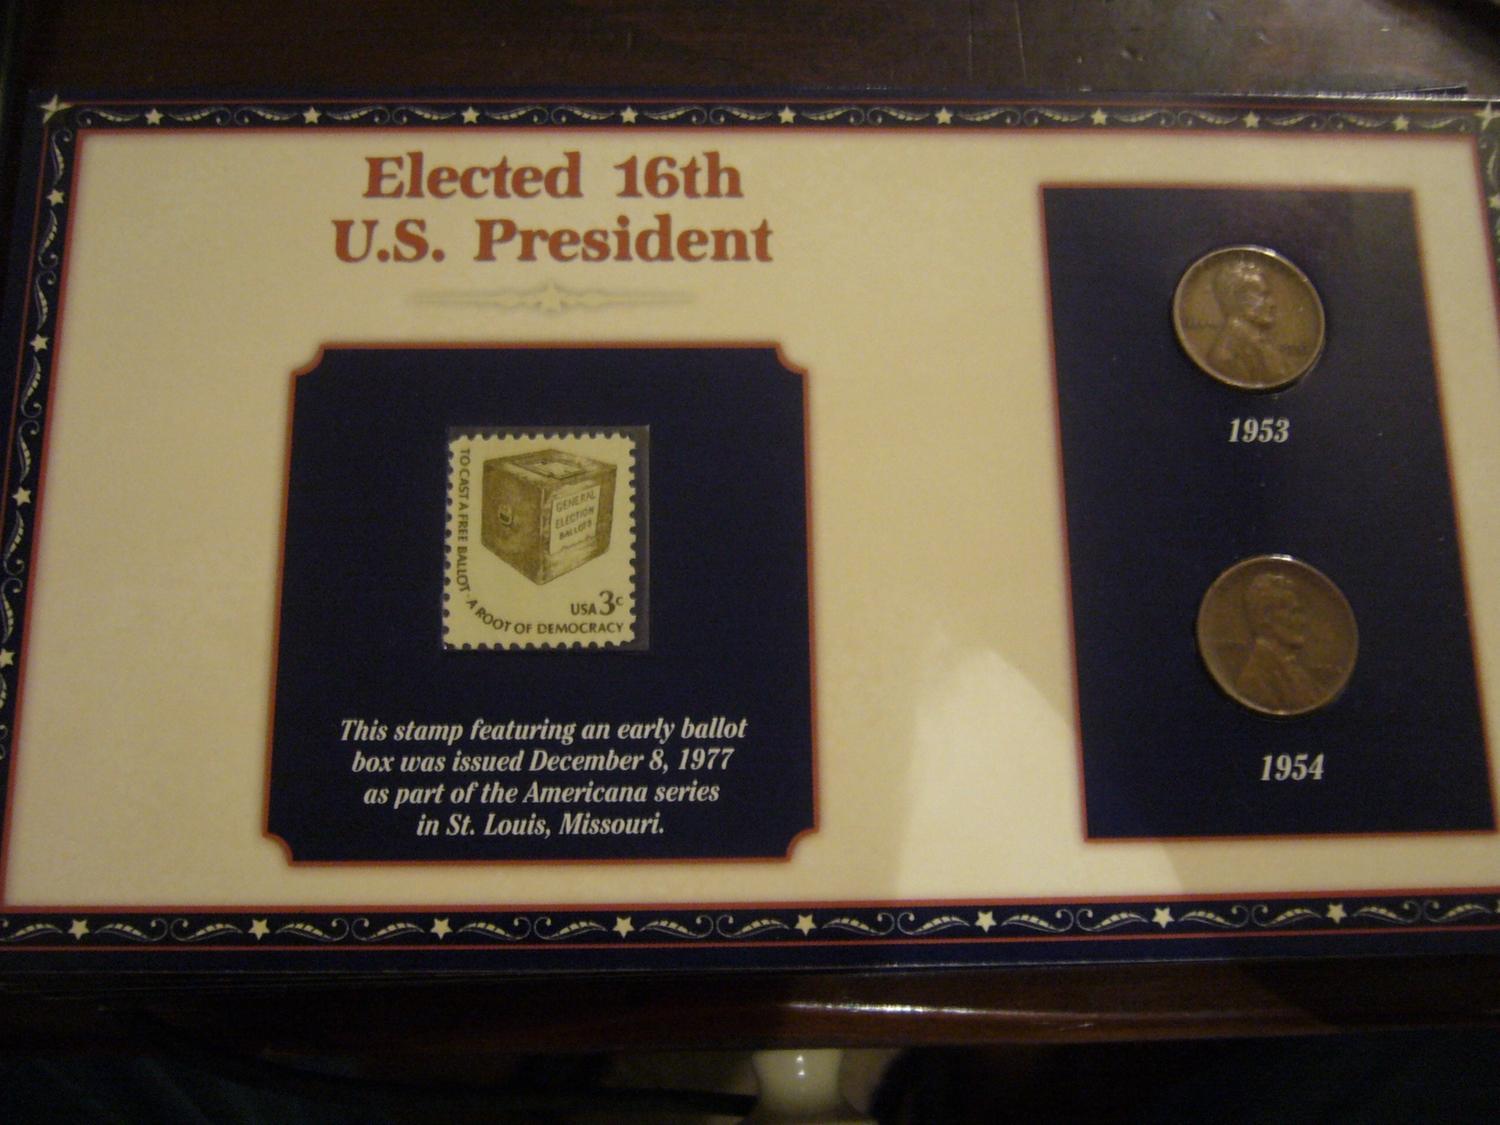 Elected 16th
U.S. President
TO CAST A FREE BALLOT - A ROOT OF DEMOCRACY
GENERAL
ELECTION
BALLOTS
USA 3c
This stamp featuring an early ballot
box was issued December 8, 1977
as part of the Americana series
in St. Louis, Missouri.
1953
1954